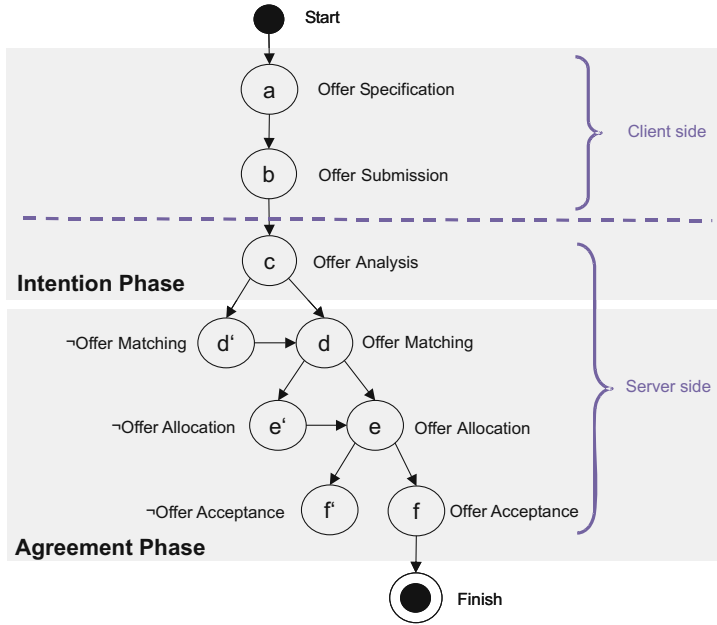 Start
a Offer Specification
Client side
b Offer Submission
c Offer Analysis
Intention Phase
¬Offer Matching d‘ d Offer Matching
Server side
¬Offer Allocation e‘ e Offer Allocation
¬Offer Acceptance f‘ f Offer Acceptance
Agreement Phase
Finish